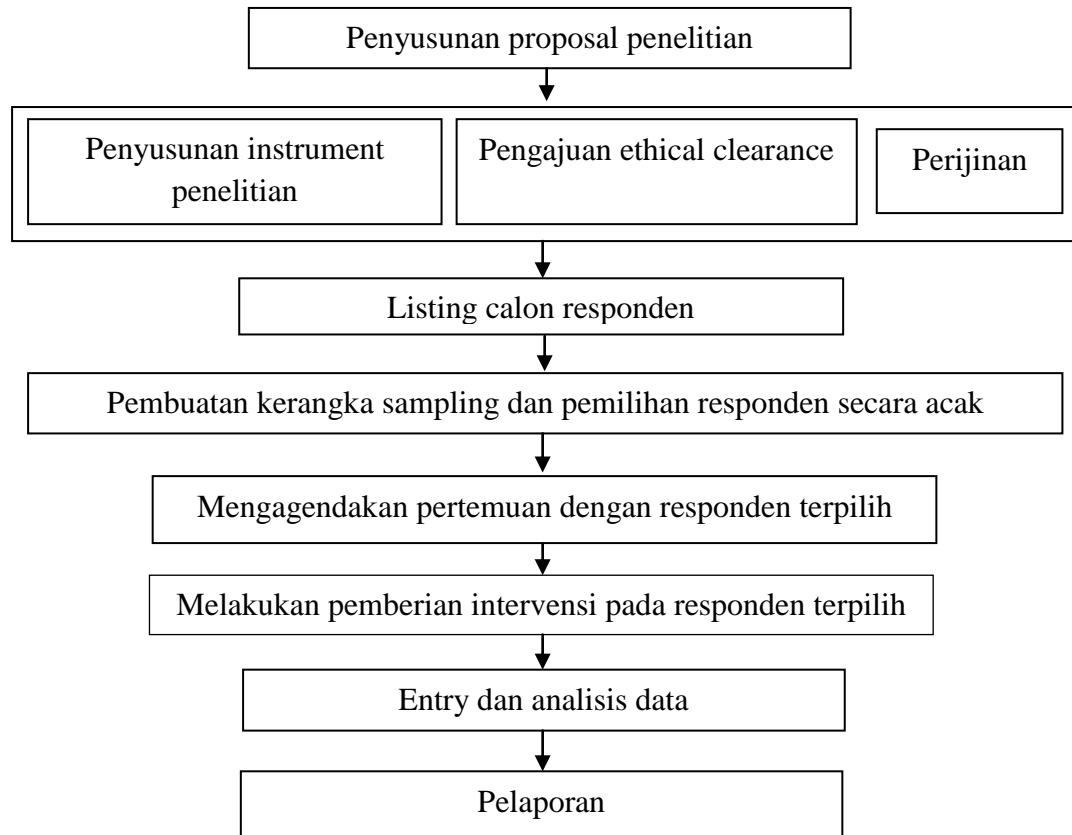 Penyusunan proposal penelitian
Penyusunan instrument
penelitian
Pengajuan ethical clearance
Perijinan
Listing calon responden
Pembuatan kerangka sampling dan pemilihan responden secara acak
Mengagendakan pertemuan dengan responden terpilih
Melakukan pemberian intervensi pada responden terpilih
Entry dan analisis data
Pelaporan